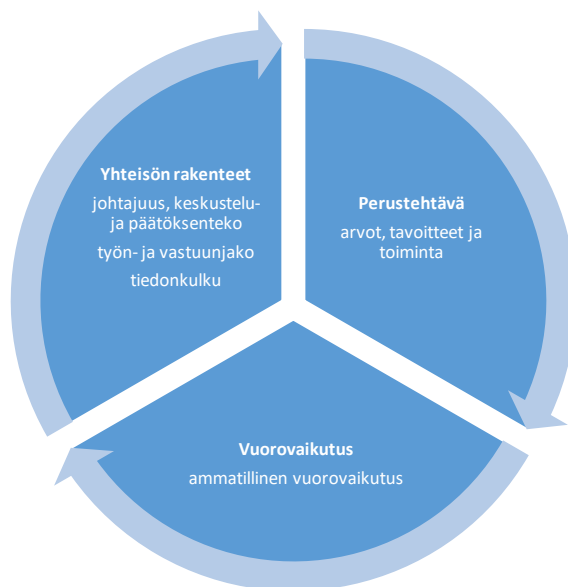 Yhteisön rakenteet
johtajuus, keskustelu-
ja päätöksenteko
työn- ja vastuunjako
tiedonkulku
Perustehtävä
arvot, tavoitteet ja
toiminta
Vuorovaikutus
ammatillinen vuorovaikutus